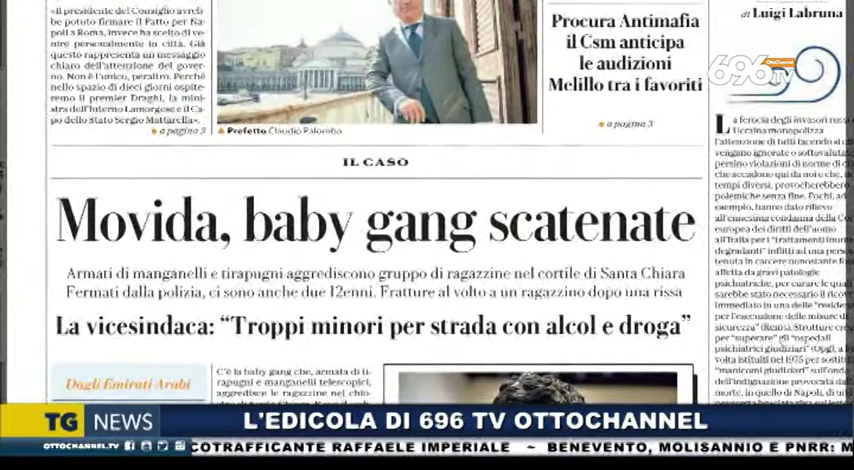 «Il presidente del Consiglio avreb-
be potuto firmare il Patto per Na-
poli a Roma, invece ha scelto di ve-
nire personalmente in città. Già
questo rappresenta un messaggio
chiaro dell'attenzione del gover-
no. Non è l'unico, peraltro. Perché
nello spazio di dieci giorni ospite-
remo il premier Draghi, la mini-
stra dell'Interno Lamorgese e il Ca-
po dello Stato Sergio Mattarella».
a pagina 3
Prefetto Claudio Palomba
Procura Antimafia
il Csm anticipa
le audizioni
Melillo tra i favoriti
a pagina 3
di Luigi Labruna
OttoChannel
696 TV
IL CASO
Movida, baby gang scatenate
Armati di manganelli e tirapugni aggrediscono gruppo di ragazzine nel cortile di Santa Chiara
Fermati dalla polizia, ci sono anche due 12enni. Fratture al volto a un ragazzino dopo una rissa
La vicesindaca: “Troppi minori per strada con alcol e droga”
Dagli Emirati Arabi
C'è la baby gang che, armata di ti-
rapugni e manganelli telescopici,
aggredisce le ragazze nel chio-
La ferocia degli invasori russi
Ucraina monopolizza
l'attenzione di tutti facendo sì
vengano ignorate o sottovalutate
persino violazioni di norme di
che accadono qui da noi e che, in
tempi diversi, provocherebbero
polemiche senza fine. Pochi, ad
esempio, hanno dato rilievo
all'ennesima condanna della
europea dei diritti dell'uomo
all'Italia per i “trattamenti
degradanti” inflitti ad una
tenuta in carcere nonostante
affetta da gravi patologie
psichiatriche, per curare le quali
sarebbe stato necessario il
immediato in una delle
per l'esecuzione delle misure di
sicurezza” (Rems). Strutture
per “superare” gli “ospedali
psichiatrici giudiziari” (Opg), a
volta istituiti nel 1975 per
“manicomi giudiziari” sull'onda
dell'indignazione provocata dalla
morte, in quello di Napoli, di
TG NEWS
L'EDICOLA DI 696 TV OTTOCHANNEL
OTTOCHANNEL.TV
COTRAFFICANTE RAFFAELE IMPERIALE ~ BENEVENTO, MOLISANNIO E PNRR: M